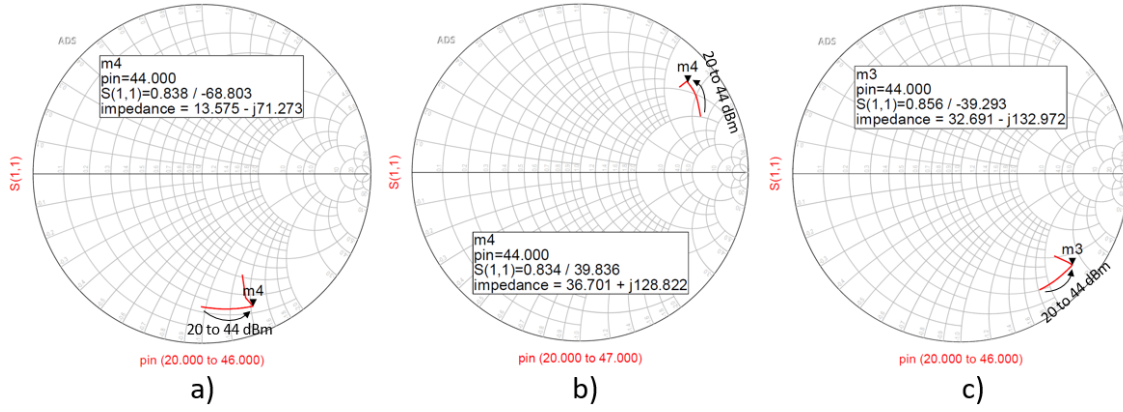 ADS
m4
pin=44.000
S(1,1)=0.838 / -68.803
impedance = 13.575 - j71.273
S(1,1)
m4
20 to 44 dBm
pin (20.000 to 46.000)
a)
ADS
m4
20 to 44 dBm
S(1,1)
m4
pin=44.000
S(1,1)=0.834 / 39.836
impedance = 36.701 + j128.822
pin (20.000 to 47.000)
b)
ADS
m3
pin=44.000
S(1,1)=0.856 / -39.293
impedance = 32.691 - j132.972
S(1,1)
m3
20 to 44 dBm
pin (20.000 to 46.000)
c)